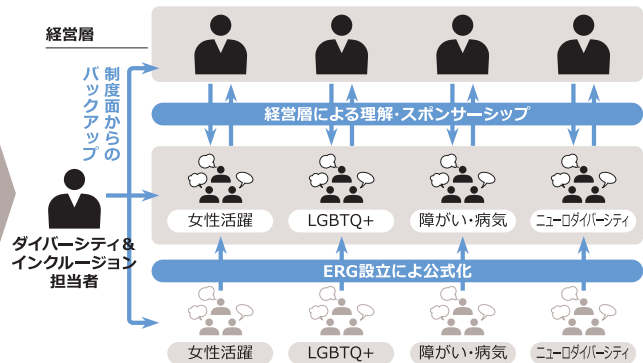 経営層
制度面からの
バックアップ
経営層による理解・スポンサーシップ
女性活躍
LGBTQ+
障がい・病気
ニューロダイバーシティ
ダイバーシティ&
インクルージョン
担当者
ERG設立によ公式化
女性活躍
LGBTQ+
障がい・病気
ニューロダイバーシティ